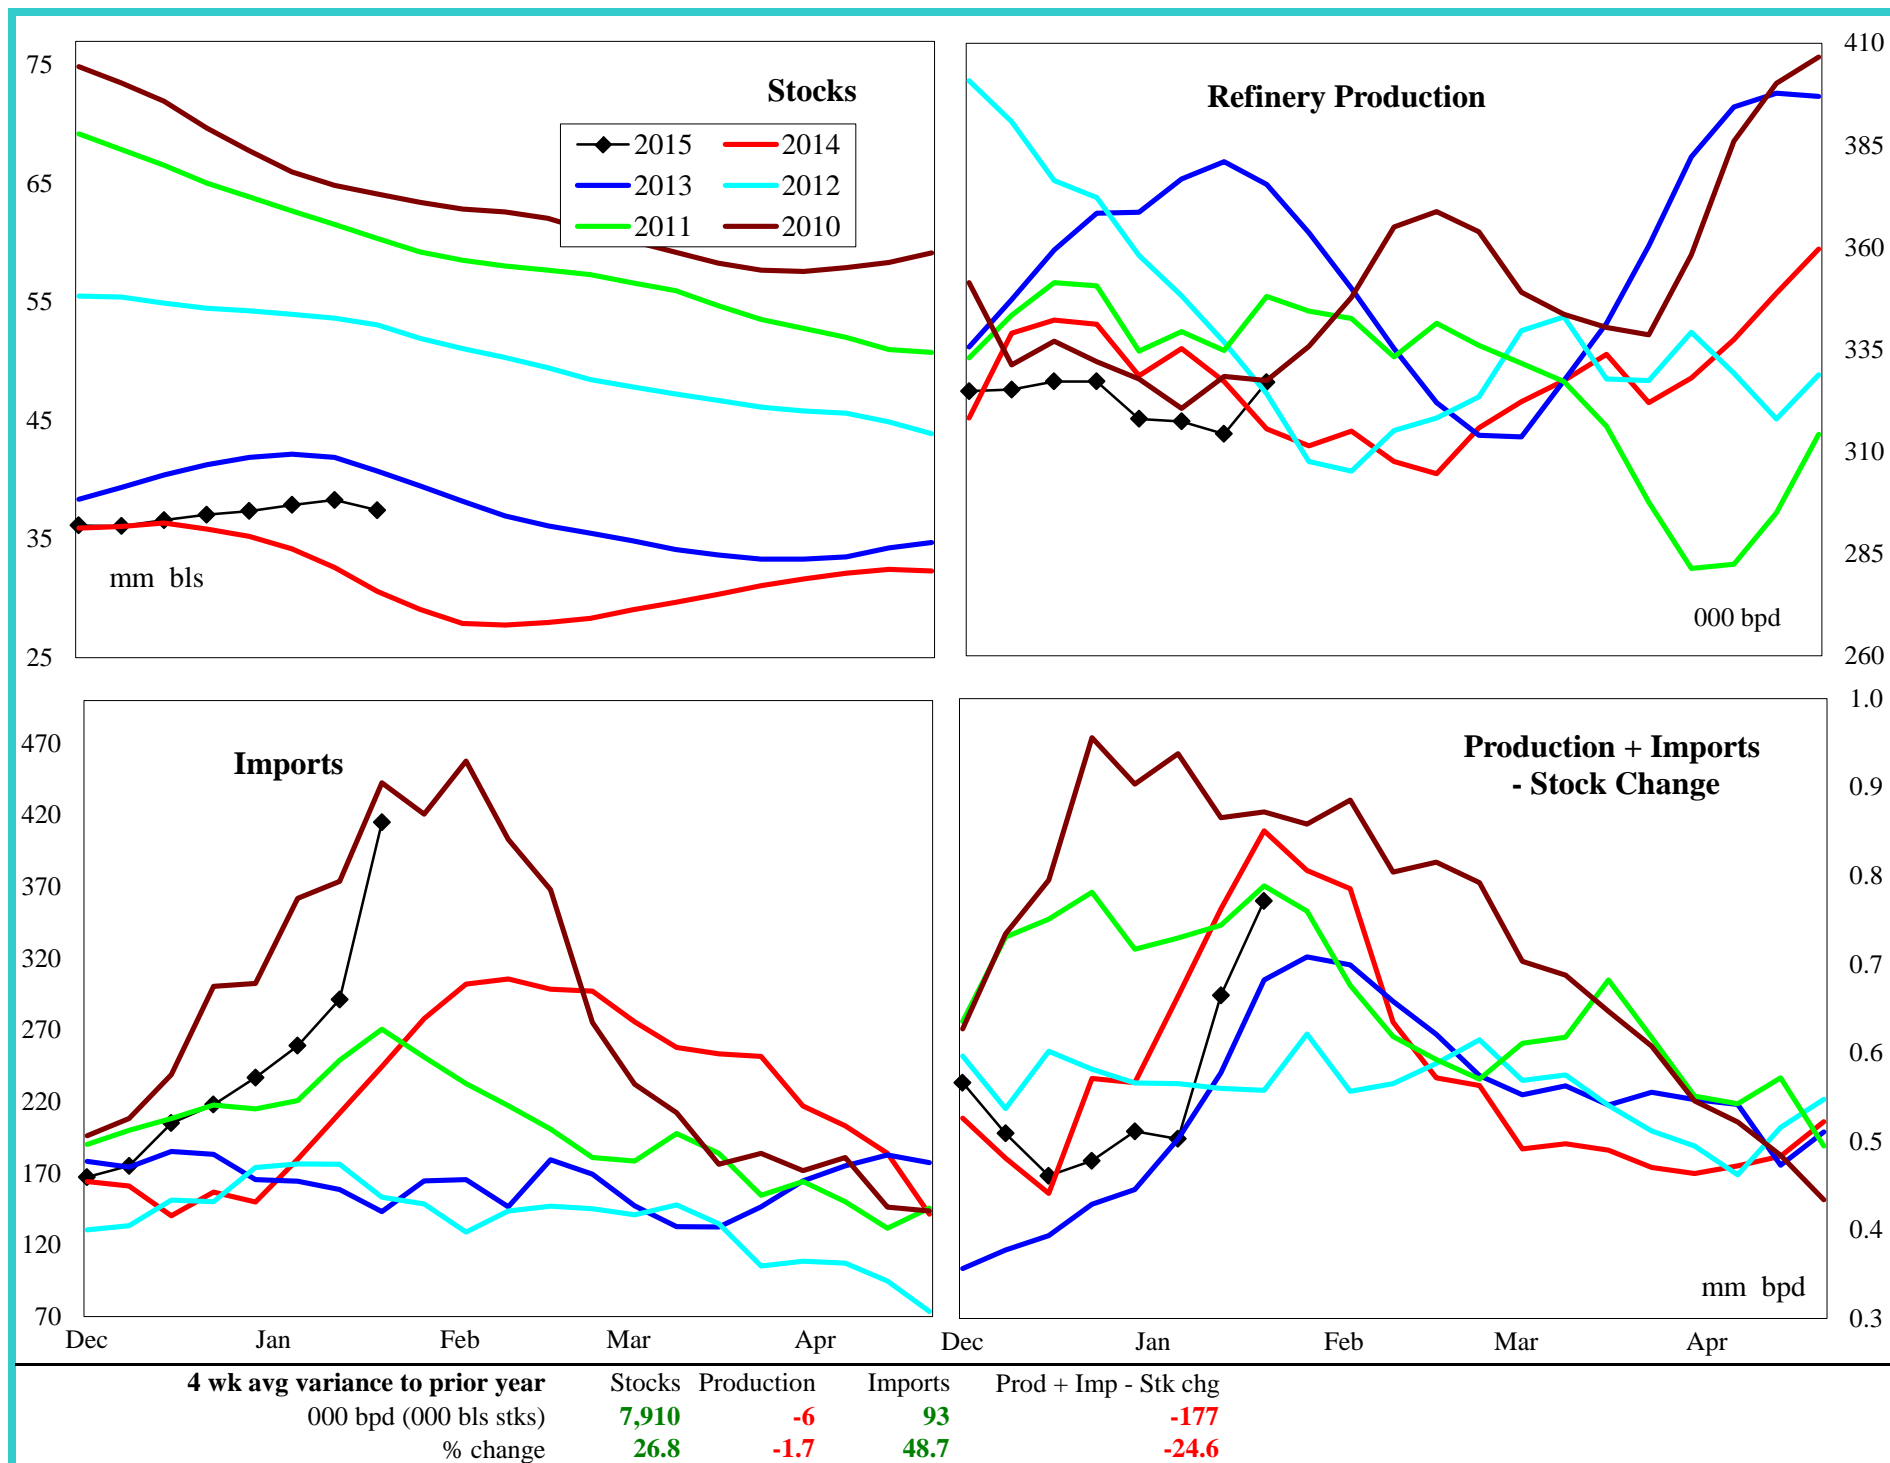 Stocks
75
65
55
45
35
25
2015 2014
2013 2012
2011 2010
mm bls
Refinery Production
410
385
360
335
310
285
260
000 bpd
Imports
470
420
370
320
270
220
170
120
70
Dec Jan Feb Mar Apr
Production + Imports
- Stock Change
1.0
0.9
0.8
0.7
0.6
0.5
0.4
0.3
mm bpd
Dec Jan Feb Mar Apr
4 wk avg variance to prior year Stocks Production Imports Prod + Imp - Stk chg
000 bpd (000 bls stks) 7,910 -6 93 -177
% change 26.8 -1.7 48.7 -24.6